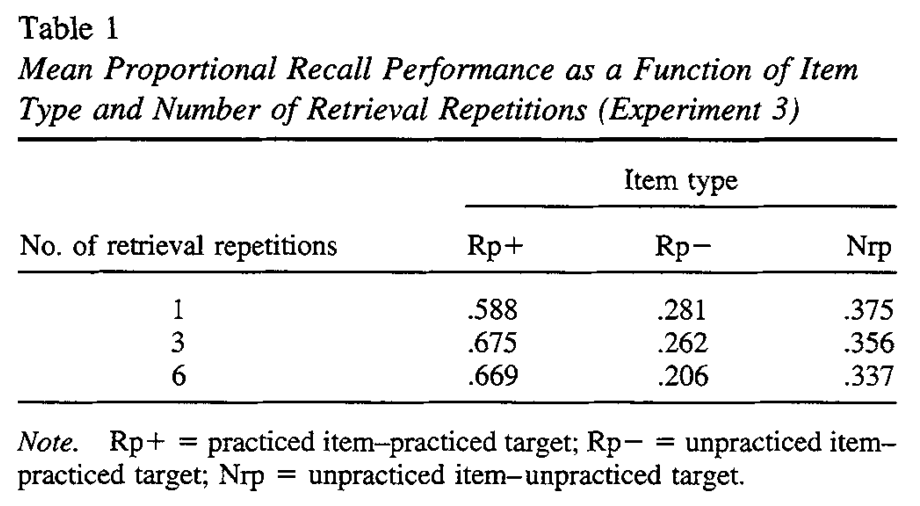 Table 1
Mean Proportional Recall Performance as a Function of Item
Type and Number of Retrieval Repetitions (Experiment 3)
Item type
No. of retrieval repetitions Rp+ Rp− Nrp
1 .588 .281 .375
3 .675 .262 .356
6 .669 .206 .337
Note. Rp+ = practiced item–practiced target; Rp− = unpracticed item–
practiced target; Nrp = unpracticed item–unpracticed target.